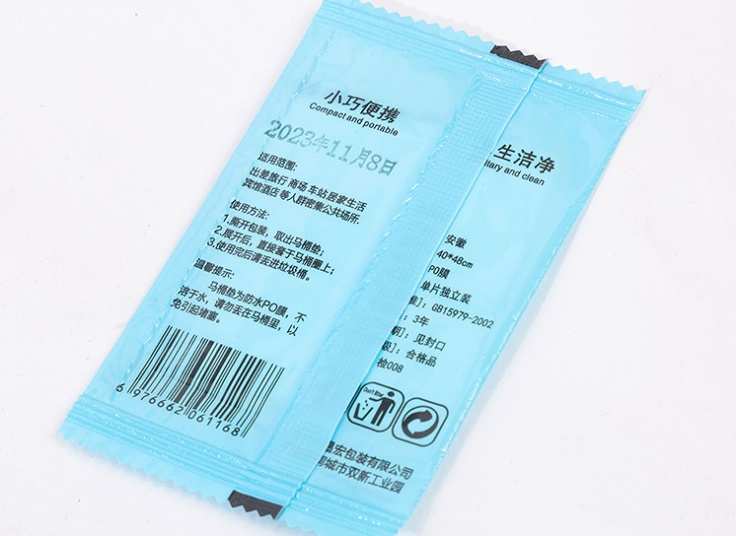 小巧便携
Compact and portable
2023年11月8日
适用范围:
出差旅行 商场 车站 居家生活
宾馆酒店 等人群密集公共场所.
使用方法:
1.撕开包装，取出马桶垫；
2.展开后，直接套于马桶圈上；
3.使用完后请丢进垃圾桶。
温馨提示:
马桶垫为防水PO膜，不
溶于水，请勿丢在马桶里，以
免引起堵塞。
6 976662 061168
生洁净
and clean
安徽
40*48cm
PO膜
单片独立装
]: GB15979-2002
: 3年
]: 见封口
]: 合格品
检008
Don't litter
宏包装有限公司
城市双新工业园